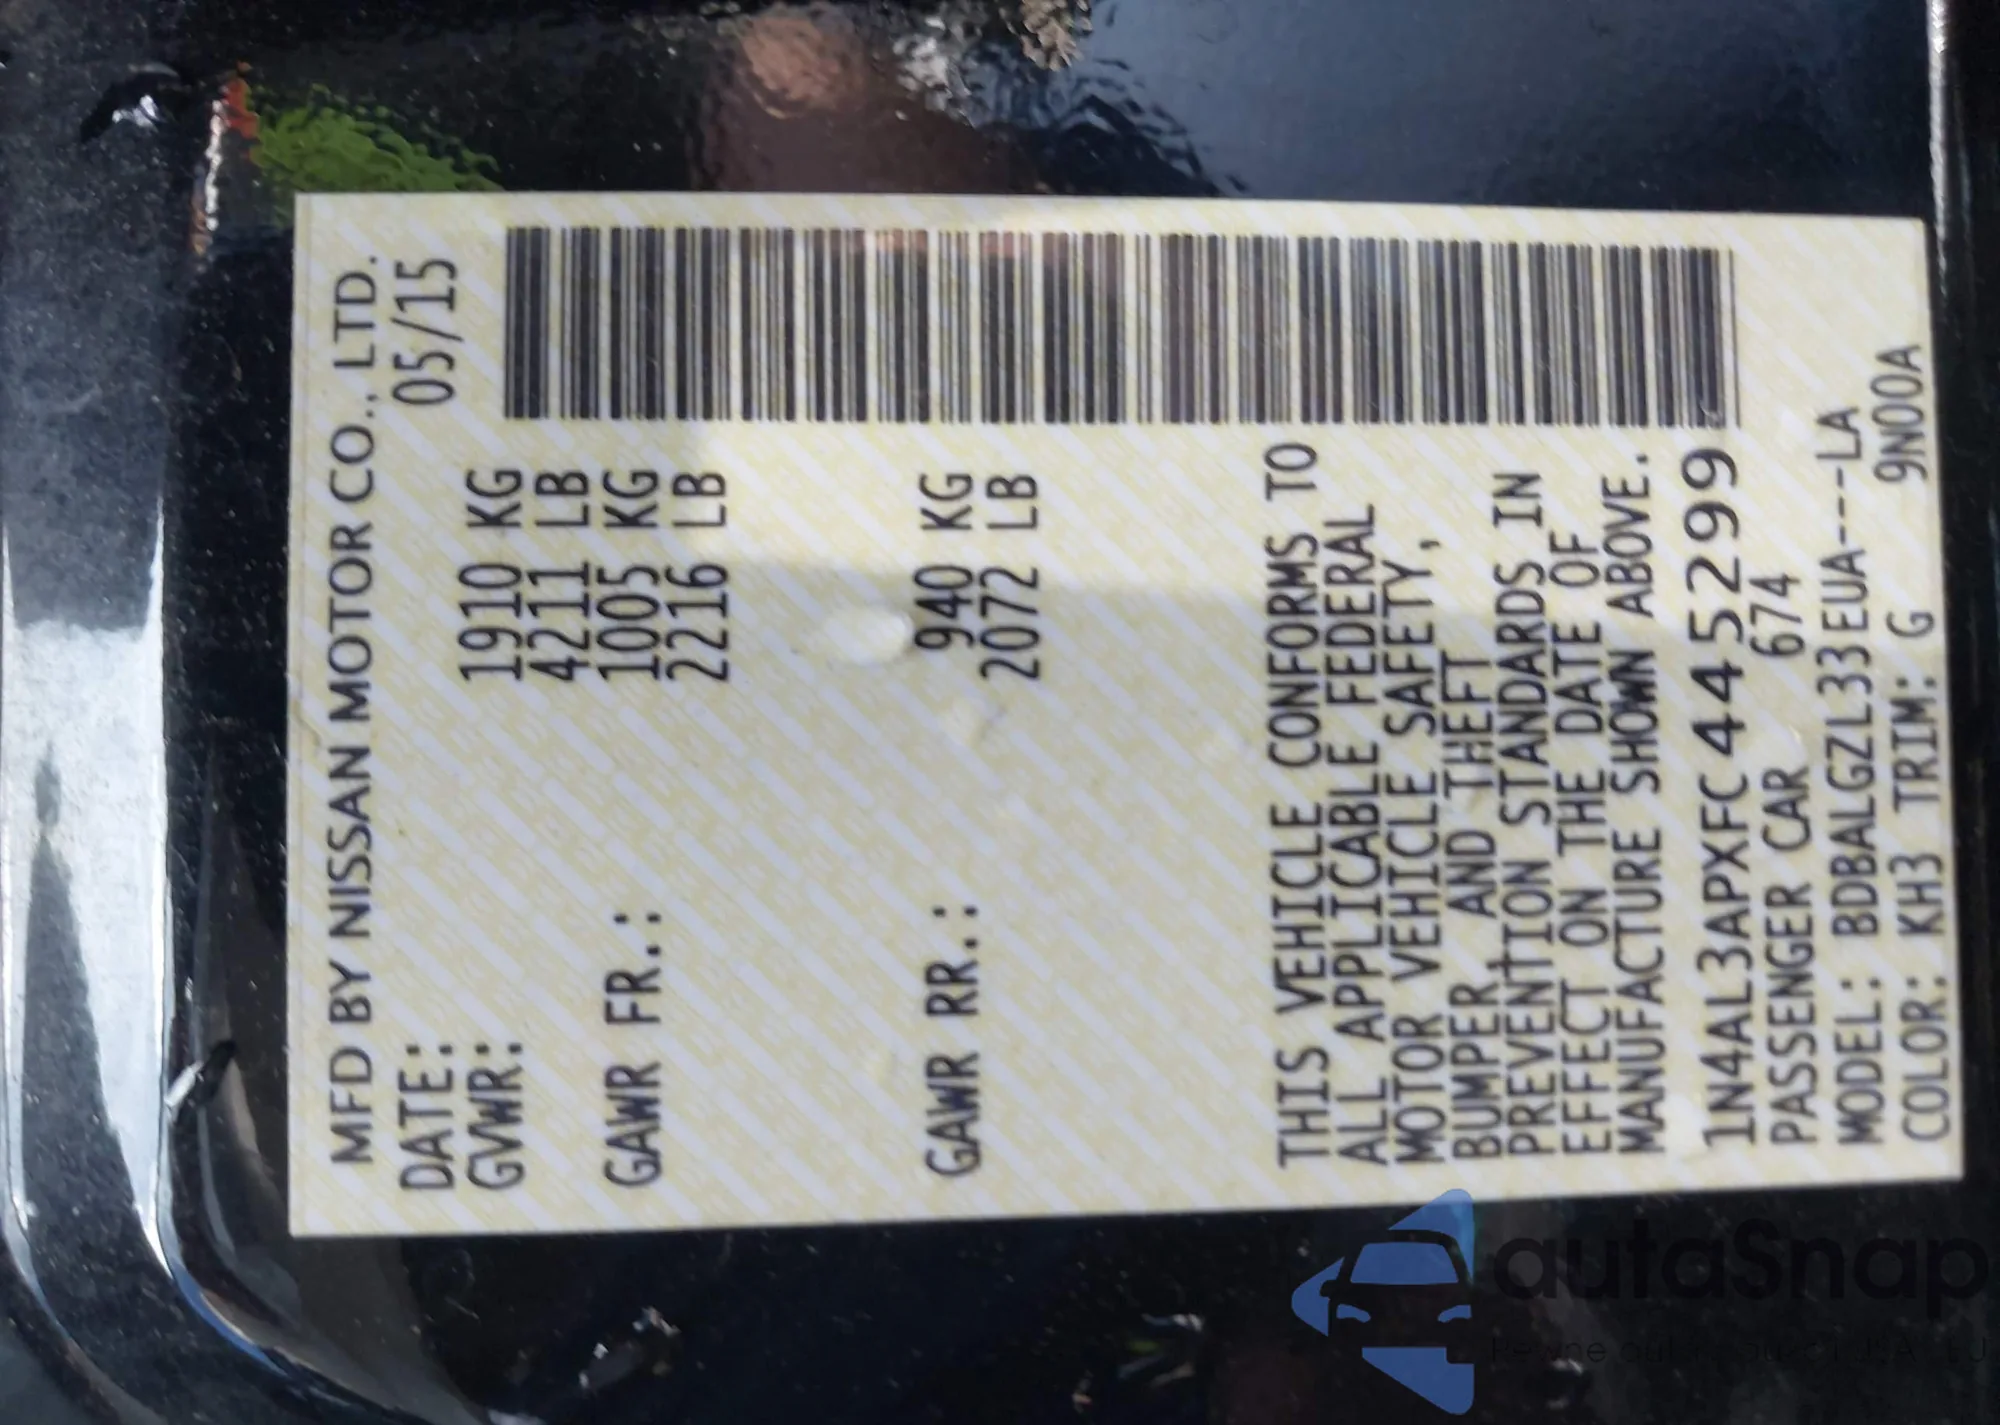 MFD BY NISSAN MOTOR CO., LTD.
DATE: 05/15
GVWR: 1910 KG
4211 LB
GAWR FR.: 1005 KG
2216 LB
GAWR RR.: 940 KG
2072 LB
THIS VEHICLE CONFORMS TO
ALL APPLICABLE FEDERAL
MOTOR VEHICLE SAFETY,
BUMPER, AND THEFT
PREVENTION STANDARDS IN
EFFECT ON THE DATE OF
MANUFACTURE SHOWN ABOVE.
1N4AL3APXFC445299
PASSENGER CAR 674
MODEL: BDBALGZL33EUA---LA
COLOR: KH3 TRIM: G 9N00A
autaSnap